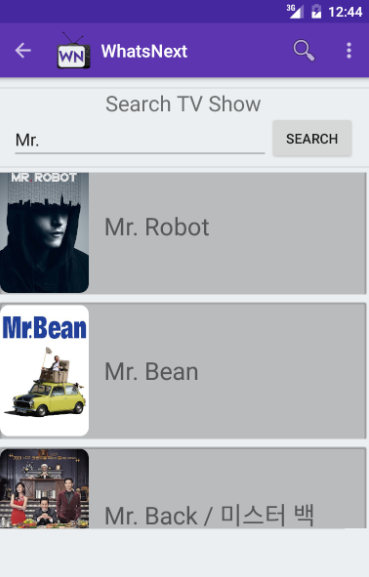 3G 12:44
WN WhatsNext
Search TV Show
Mr. SEARCH
MR ROBOT
Mr. Robot
Mr.Bean
Mr. Bean
Mr. Back / 미스터 백